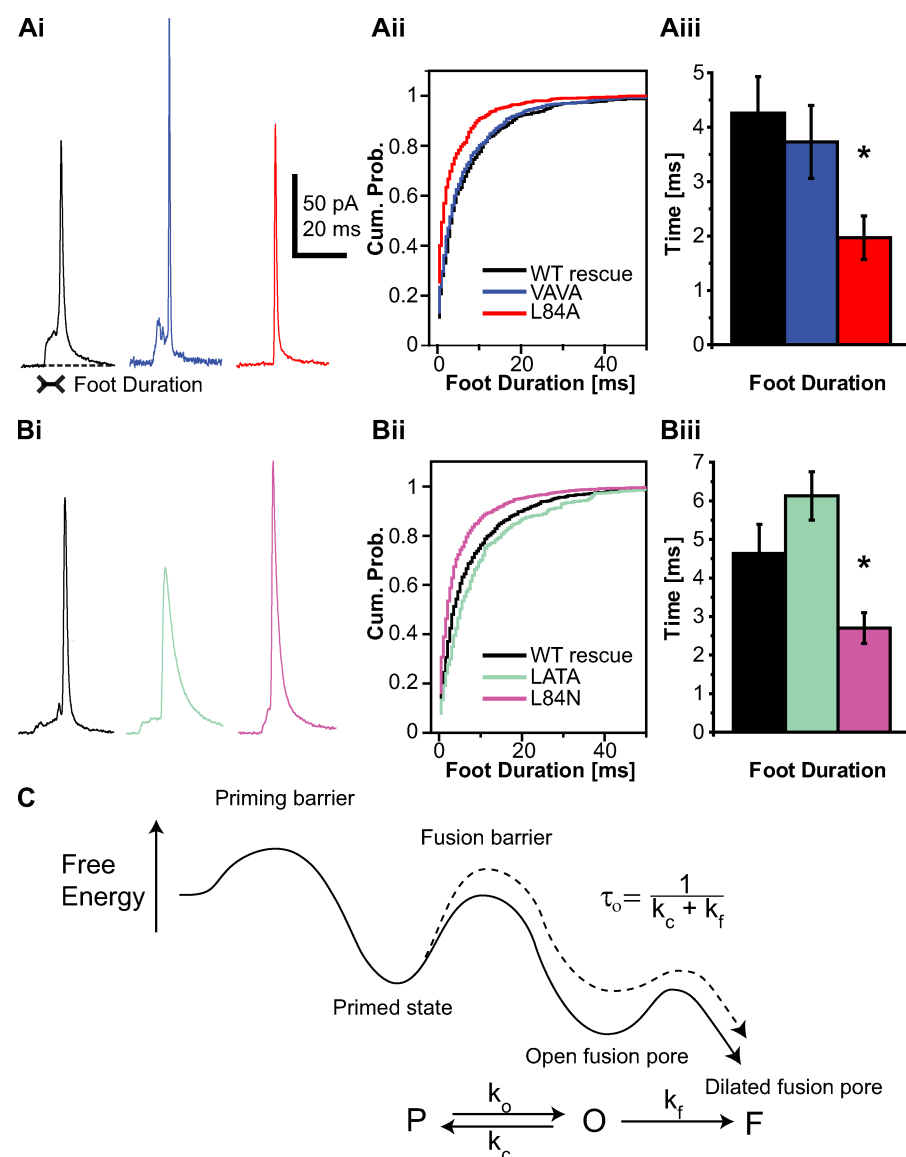 Ai
Aii
Aiii
50 pA
20 ms
Foot Duration
Cum. Prob.
1
0.8
0.6
0.4
0.2
0
WT rescue
VAVA
L84A
0
20
40
Foot Duration [ms]
Time [ms]
5
4
3
2
1
0
*
Foot Duration
Bi
Bii
Biii
Cum. Prob.
1
0.8
0.6
0.4
0.2
0
WT rescue
LATA
L84N
0
20
40
Foot Duration [ms]
Time [ms]
7
6
5
4
3
2
1
0
*
Foot Duration
C
Priming barrier
Fusion barrier
Free
Energy
τo = 1 / kc + kf
Primed state
Open fusion pore
Dilated fusion pore
P ko O kf F
kc